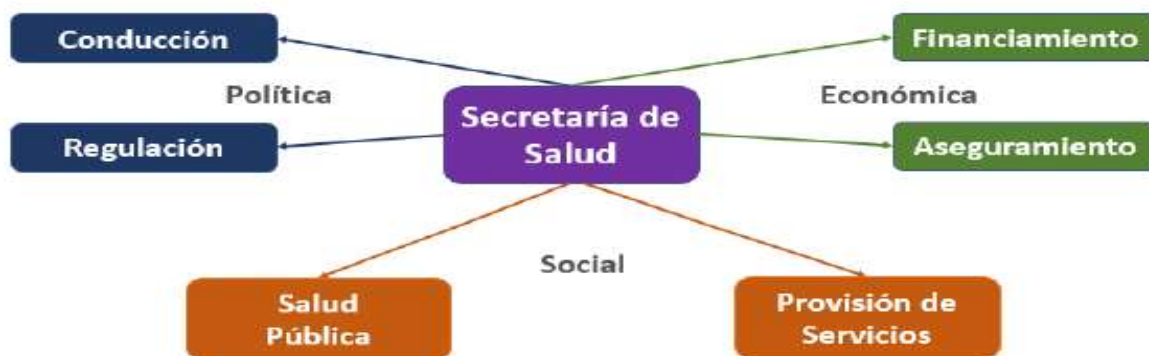 Conducción
Financiamiento
Política
Económica
Secretaría de
Salud
Regulación
Aseguramiento
Social
Salud
Pública
Provisión de
Servicios